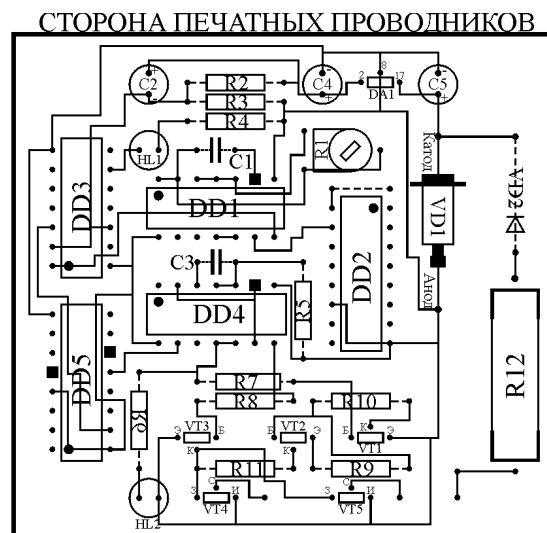 СТОРОНА ПЕЧАТНЫХ ПРОВОДНИКОВ
C2
R2
R3
R4
C4
2
8
17
DA1
C5
HL1
C1
R1
Катод
DD3
DD1
VD1
VD2
DD2
C3
DD4
R5
Анод
R12
DD5
R6
R7
R8
R10
VT3
VT2
VT1
Э
Б
К
Э
Б
К
Э
Б
К
R11
R9
З
С
И
З
С
И
VT4
VT5
HL2